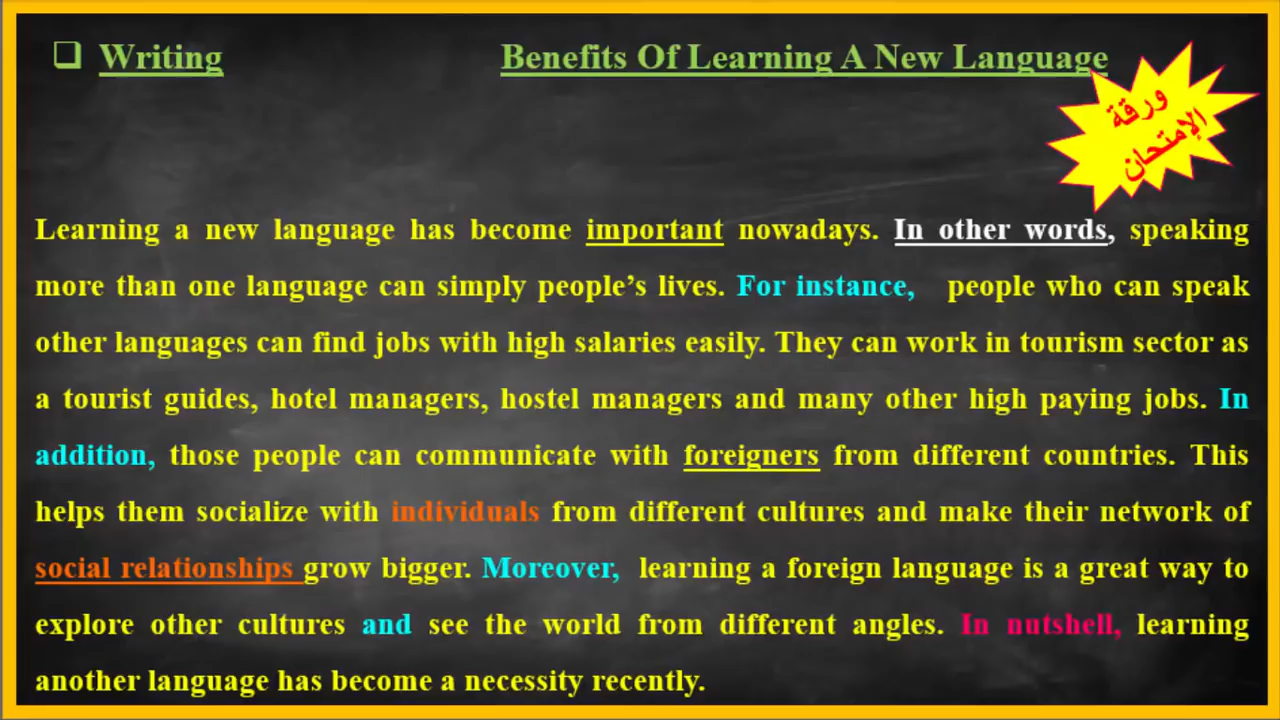 ❑ Writing Benefits Of Learning A New Language
ورقة
الإمتحان
Learning a new language has become important nowadays. In other words, speaking
more than one language can simply people’s lives. For instance, people who can speak
other languages can find jobs with high salaries easily. They can work in tourism sector as
a tourist guides, hotel managers, hostel managers and many other high paying jobs. In
addition, those people can communicate with foreigners from different countries. This
helps them socialize with individuals from different cultures and make their network of
social relationships grow bigger. Moreover, learning a foreign language is a great way to
explore other cultures and see the world from different angles. In nutshell, learning
another language has become a necessity recently.